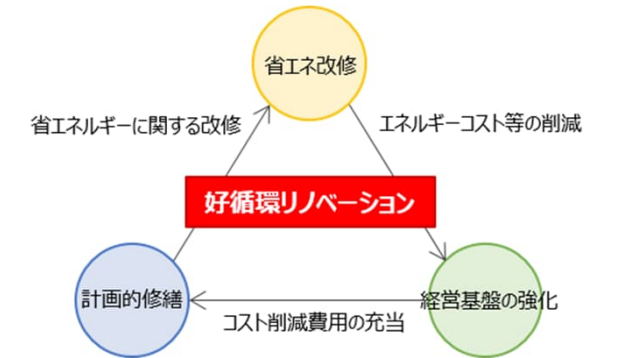 省エネ改修
省エネルギーに関する改修
エネルギーコスト等の削減
好循環リノベーション
計画的修繕
経営基盤の強化
コスト削減費用の充当